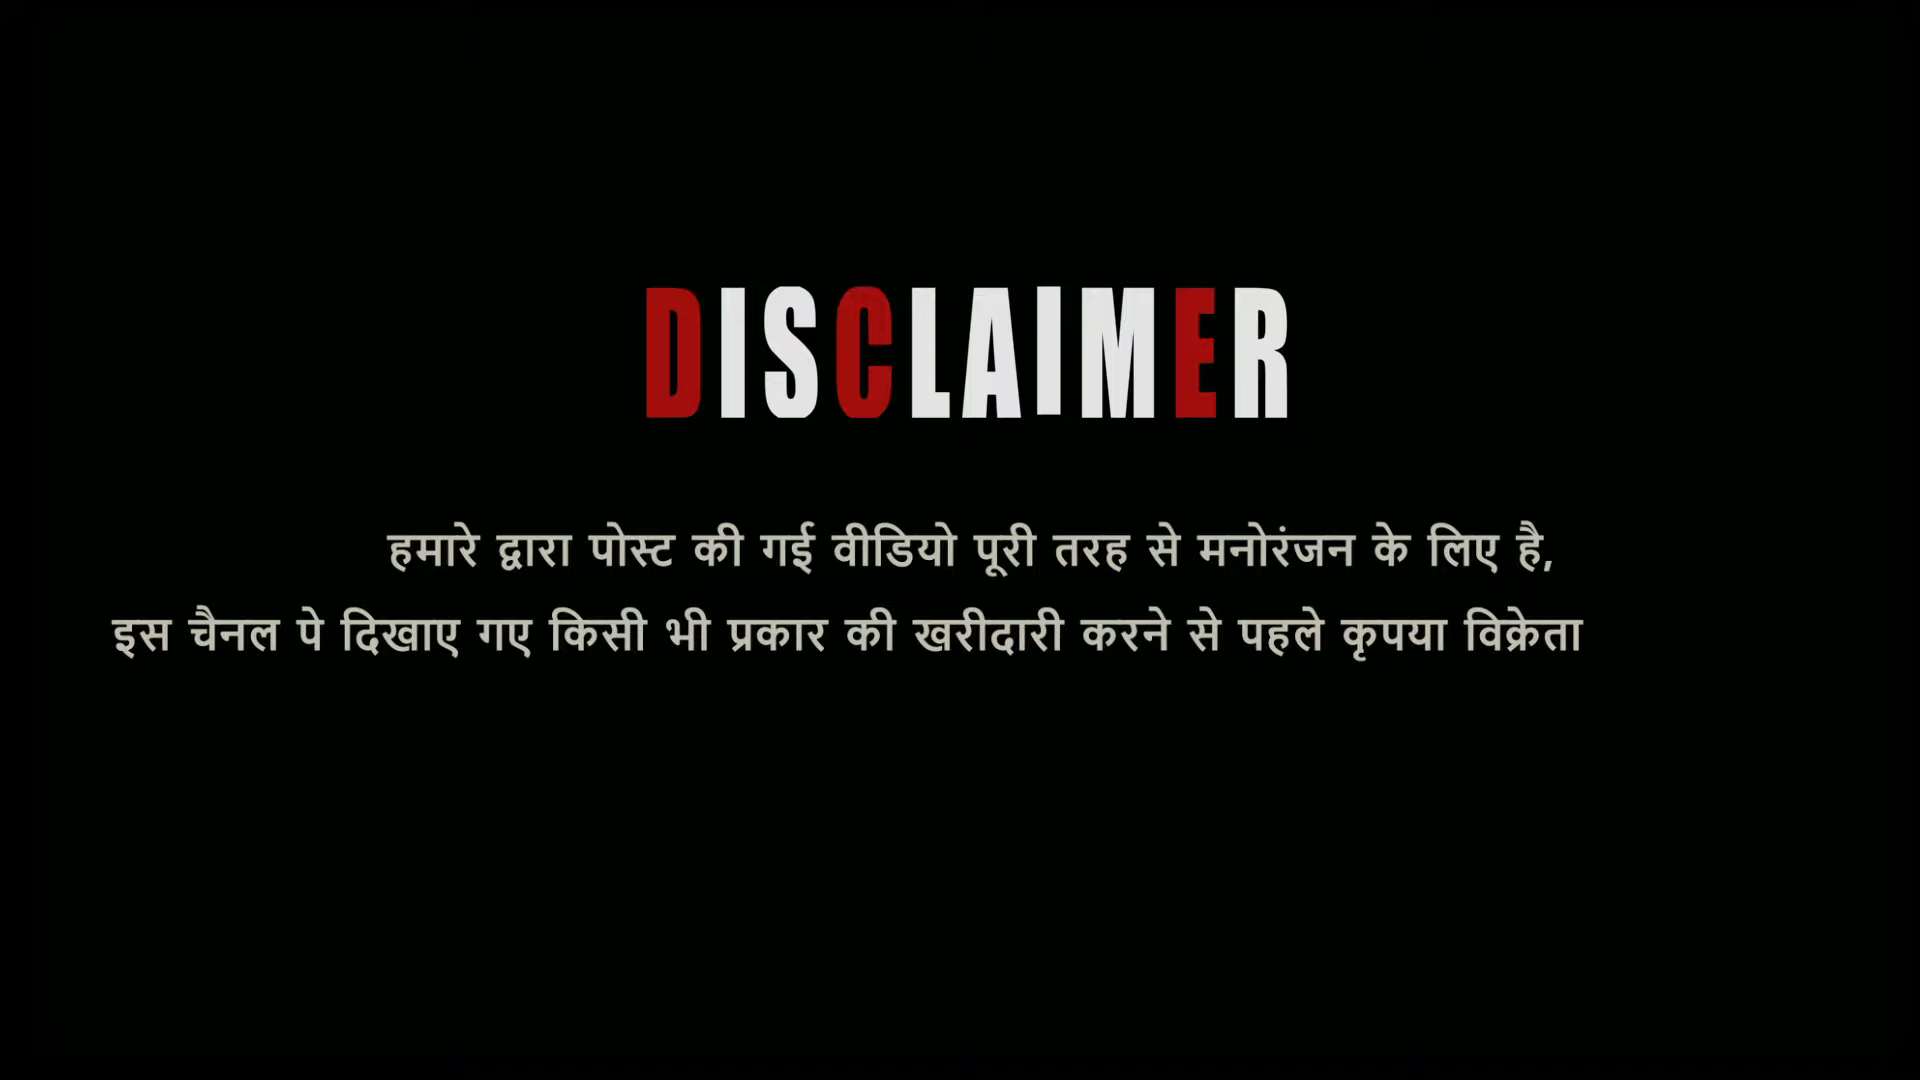 DISCLAIMER
हमारे द्वारा पोस्ट की गई वीडियो पूरी तरह से मनोरंजन के लिए है,
इस चैनल पे दिखाए गए किसी भी प्रकार की खरीदारी करने से पहले कृपया विक्रेता